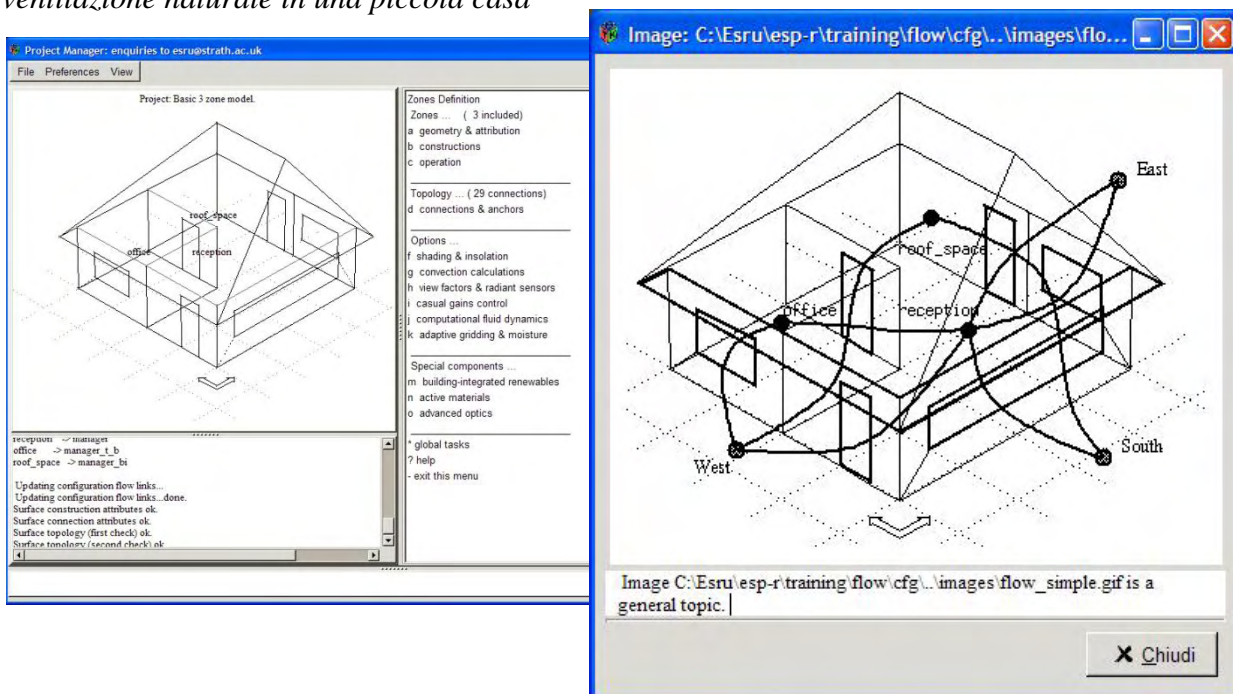 ventilazione naturale in una piccola casa
Project Manager: enquiries to esru@strath.ac.uk
File Preferences View
Project: Basic 3 zone model.
roof_space
office
reception
reception -> manager
office -> manager_t_b
roof_space -> manager_bi
Updating configuration flow links...
Updating configuration flow links...done.
Surface construction attributes ok.
Surface connection attributes ok.
Surface topology (first check) ok.
Surface topology (second check) ok
Zones Definition
Zones ... ( 3 included)
a geometry & attribution
b constructions
c operation
Topology ... ( 29 connections)
d connections & anchors
Options ...
f shading & insolation
g convection calculations
h view factors & radiant sensors
i casual gains control
j computational fluid dynamics
k adaptive gridding & moisture
Special components ...
m building-integrated renewables
n active materials
o advanced optics
* global tasks
? help
- exit this menu
Image: C:\Esru\esp-r\training\flow\cfg\..\images\flo...
East
roof_space
office
reception
West
South
Image C:\Esru\esp-r\training\flow\cfg\..\images\flow_simple.gif is a
general topic.
Chiudi